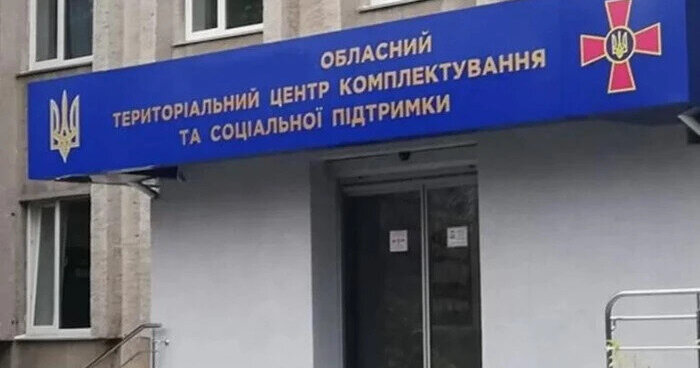 ОБЛАСНИЙ
ТЕРИТОРІАЛЬНИЙ ЦЕНТР КОМПЛЕКТУВАННЯ
ТА СОЦІАЛЬНОЇ ПІДТРИМКИ